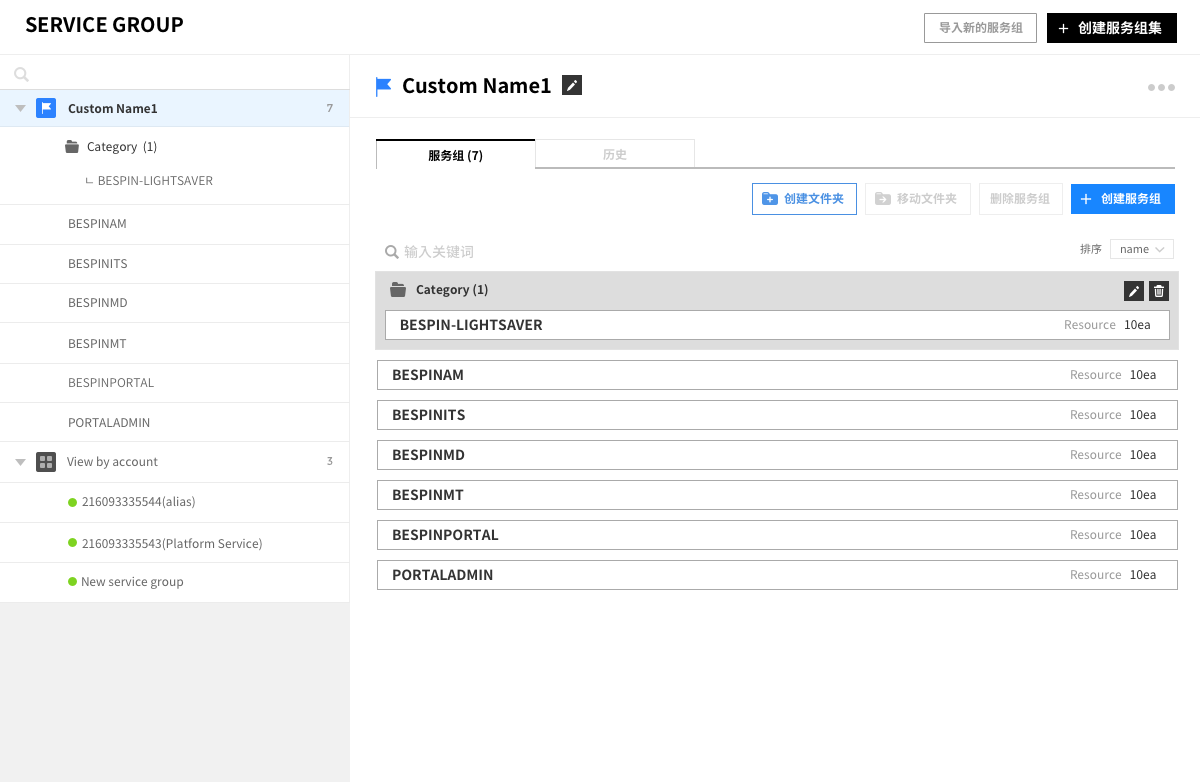 SERVICE GROUP
导入新的服务组
+ 创建服务组集
Custom Name1 7
Category (1)
BESPIN-LIGHTSAVER
BESPINAM
BESPINITS
BESPINMD
BESPINMT
BESPINPORTAL
PORTALADMIN
View by account 3
216093335544(alias)
216093335543(Platform Service)
New service group
Custom Name1
服务组 (7)
历史
创建文件夹
移动文件夹
删除服务组
+ 创建服务组
输入关键词
排序 name
Category (1)
BESPIN-LIGHTSAVER Resource 10ea
BESPINAM Resource 10ea
BESPINITS Resource 10ea
BESPINMD Resource 10ea
BESPINMT Resource 10ea
BESPINPORTAL Resource 10ea
PORTALADMIN Resource 10ea